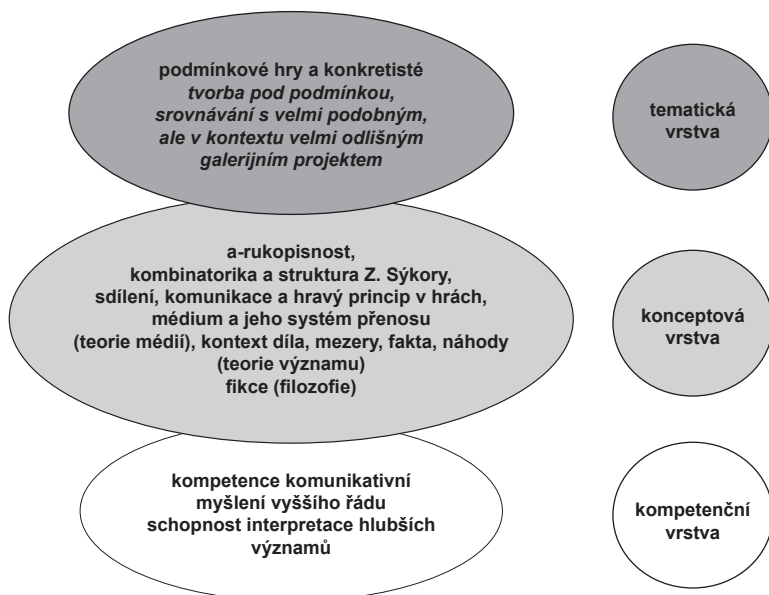 podmínkové hry a konkretisté
tvorba pod podmínkou,
srovnávání s velmi podobným,
ale v kontextu velmi odlišným
galerijním projektem
tematická
vrstva
a-rukopisnost,
kombinatorika a struktura Z. Sýkory,
sdílení, komunikace a hravý princip v hrách,
médium a jeho systém přenosu
(teorie médií), kontext díla, mezery, fakta, náhody
(teorie významu)
fikce (filozofie)
konceptová
vrstva
kompetence komunikativní
myšlení vyššího řádu
schopnost interpretace hlubších
významů
kompetenční
vrstva